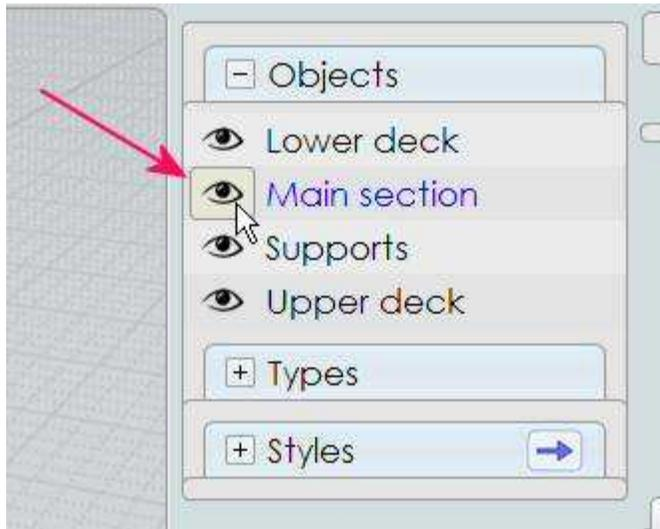 Objects
Lower deck
Main section
Supports
Upper deck
Types
Styles